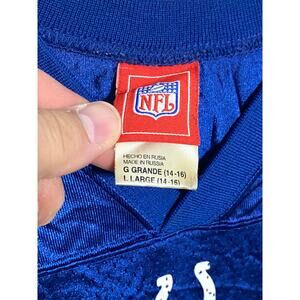 NFL
HECHO EN RUSIA
MADE IN RUSSIA
G GRANDE (14-16)
L LARGE (14-16)